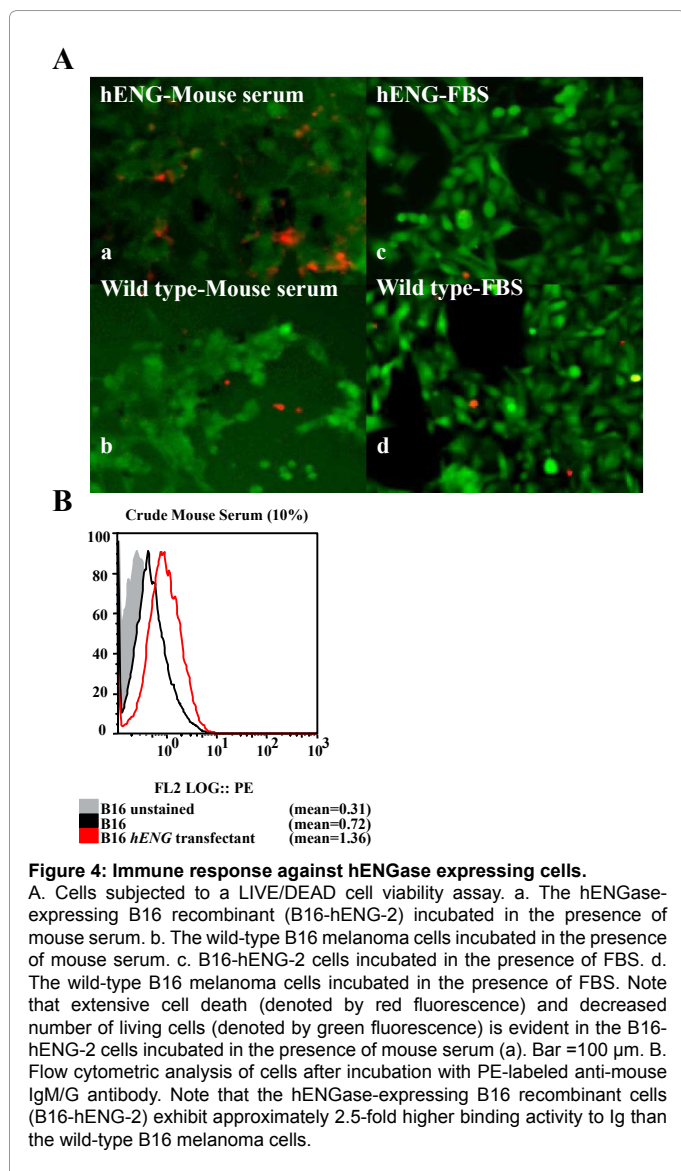 A
hENG-Mouse serum
hENG-FBS
a
c
Wild type-Mouse serum
Wild type-FBS
b
d
B
Crude Mouse Serum (10%)
100
80
60
40
20
0
10⁰ 10¹ 10² 10³
FL2 LOG:: PE
B16 unstained (mean=0.31)
B16 (mean=0.72)
B16 hENG transfectant (mean=1.36)
Figure 4: Immune response against hENGase expressing cells.
A. Cells subjected to a LIVE/DEAD cell viability assay. a. The hENGase-
expressing B16 recombinant (B16-hENG-2) incubated in the presence of
mouse serum. b. The wild-type B16 melanoma cells incubated in the presence
of mouse serum. c. B16-hENG-2 cells incubated in the presence of FBS. d.
The wild-type B16 melanoma cells incubated in the presence of FBS. Note
that extensive cell death (denoted by red fluorescence) and decreased
number of living cells (denoted by green fluorescence) is evident in the B16-
hENG-2 cells incubated in the presence of mouse serum (a). Bar =100 μm. B.
Flow cytometric analysis of cells after incubation with PE-labeled anti-mouse
IgM/G antibody. Note that the hENGase-expressing B16 recombinant cells
(B16-hENG-2) exhibit approximately 2.5-fold higher binding activity to Ig than
the wild-type B16 melanoma cells.